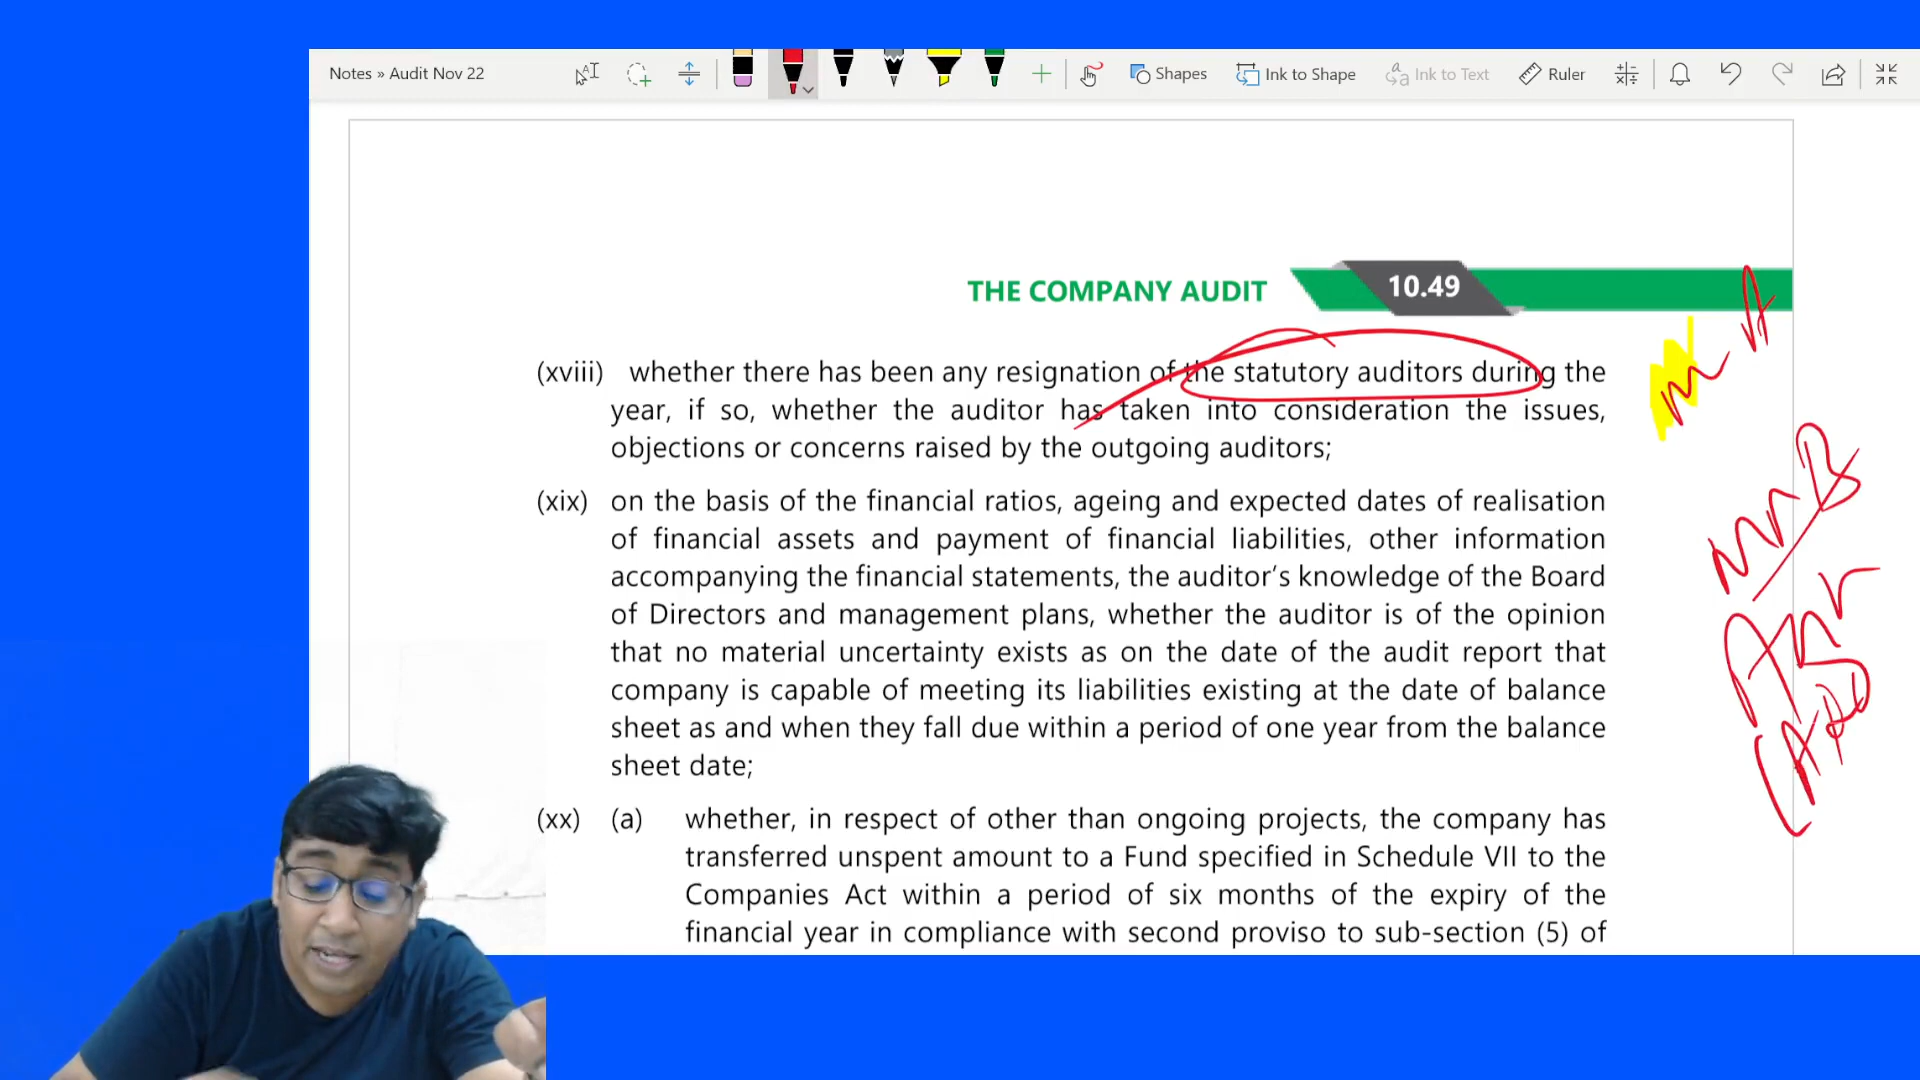 Notes » Audit Nov 22
Shapes
Ink to Shape
Ink to Text
Ruler
THE COMPANY AUDIT
10.49
(xviii) whether there has been any resignation of the statutory auditors during the
year, if so, whether the auditor has taken into consideration the issues,
objections or concerns raised by the outgoing auditors;
(xix) on the basis of the financial ratios, ageing and expected dates of realisation
of financial assets and payment of financial liabilities, other information
accompanying the financial statements, the auditor’s knowledge of the Board
of Directors and management plans, whether the auditor is of the opinion
that no material uncertainty exists as on the date of the audit report that
company is capable of meeting its liabilities existing at the date of balance
sheet as and when they fall due within a period of one year from the balance
sheet date;
(xx) (a) whether, in respect of other than ongoing projects, the company has
transferred unspent amount to a Fund specified in Schedule VII to the
Companies Act within a period of six months of the expiry of the
financial year in compliance with second proviso to sub-section (5) of
Mr A
Mr B